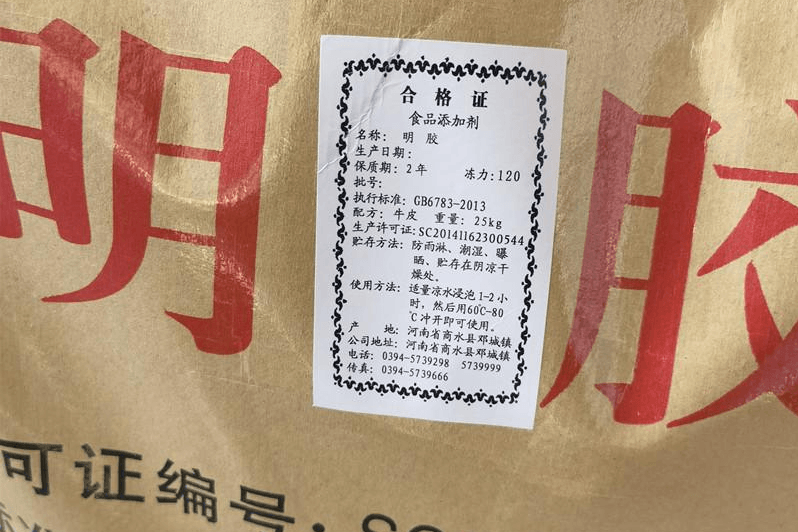 明
明 胶
合格证
食品添加剂
名称: 明 胶
生产日期:
保质期: 2年 冻力: 120
批号:
执行标准: GB6783-2013
配方: 牛皮 重量: 25kg
生产许可证: SC20141162300544
贮存方法: 防雨淋、潮湿、曝
晒、贮存在阴凉干
燥处。
使用方法: 适量凉水浸泡1-2小
时, 然后用60℃-80
℃冲开即可使用。
产 地: 河南省商水县邓城镇
公司地址: 河南省商水县邓城镇
电话: 0394-5739298 5739999
传真: 0394-5739666
可证编号: SC
标准